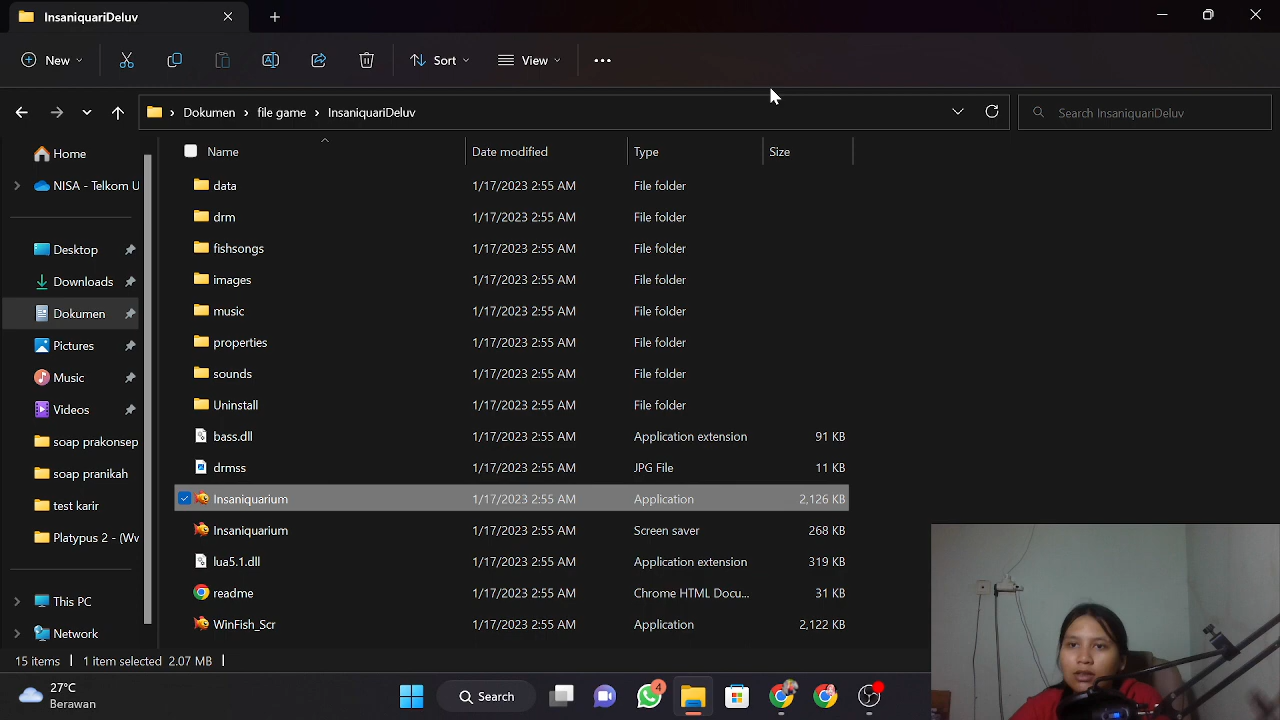 InsaniquariDeluv
New
Sort
View
Dokumen
file game
InsaniquariDeluv
Search InsaniquariDeluv
Home
NISA - Telkom U
Desktop
Downloads
Dokumen
Pictures
Music
Videos
soap prakonsep
soap pranikah
test karir
Platypus 2 - (Wv
This PC
Network
Name Date modified Type Size
data 1/17/2023 2:55 AM File folder
drm 1/17/2023 2:55 AM File folder
fishsongs 1/17/2023 2:55 AM File folder
images 1/17/2023 2:55 AM File folder
music 1/17/2023 2:55 AM File folder
properties 1/17/2023 2:55 AM File folder
sounds 1/17/2023 2:55 AM File folder
Uninstall 1/17/2023 2:55 AM File folder
bass.dll 1/17/2023 2:55 AM Application extension 91 KB
drmss 1/17/2023 2:55 AM JPG File 11 KB
Insaniquarium 1/17/2023 2:55 AM Application 2,126 KB
Insaniquarium 1/17/2023 2:55 AM Screen saver 268 KB
lua5.1.dll 1/17/2023 2:55 AM Application extension 319 KB
readme 1/17/2023 2:55 AM Chrome HTML Docu... 31 KB
WinFish_Scr 1/17/2023 2:55 AM Application 2,122 KB
15 items 1 item selected 2.07 MB
27°C
Berawan
Search
4